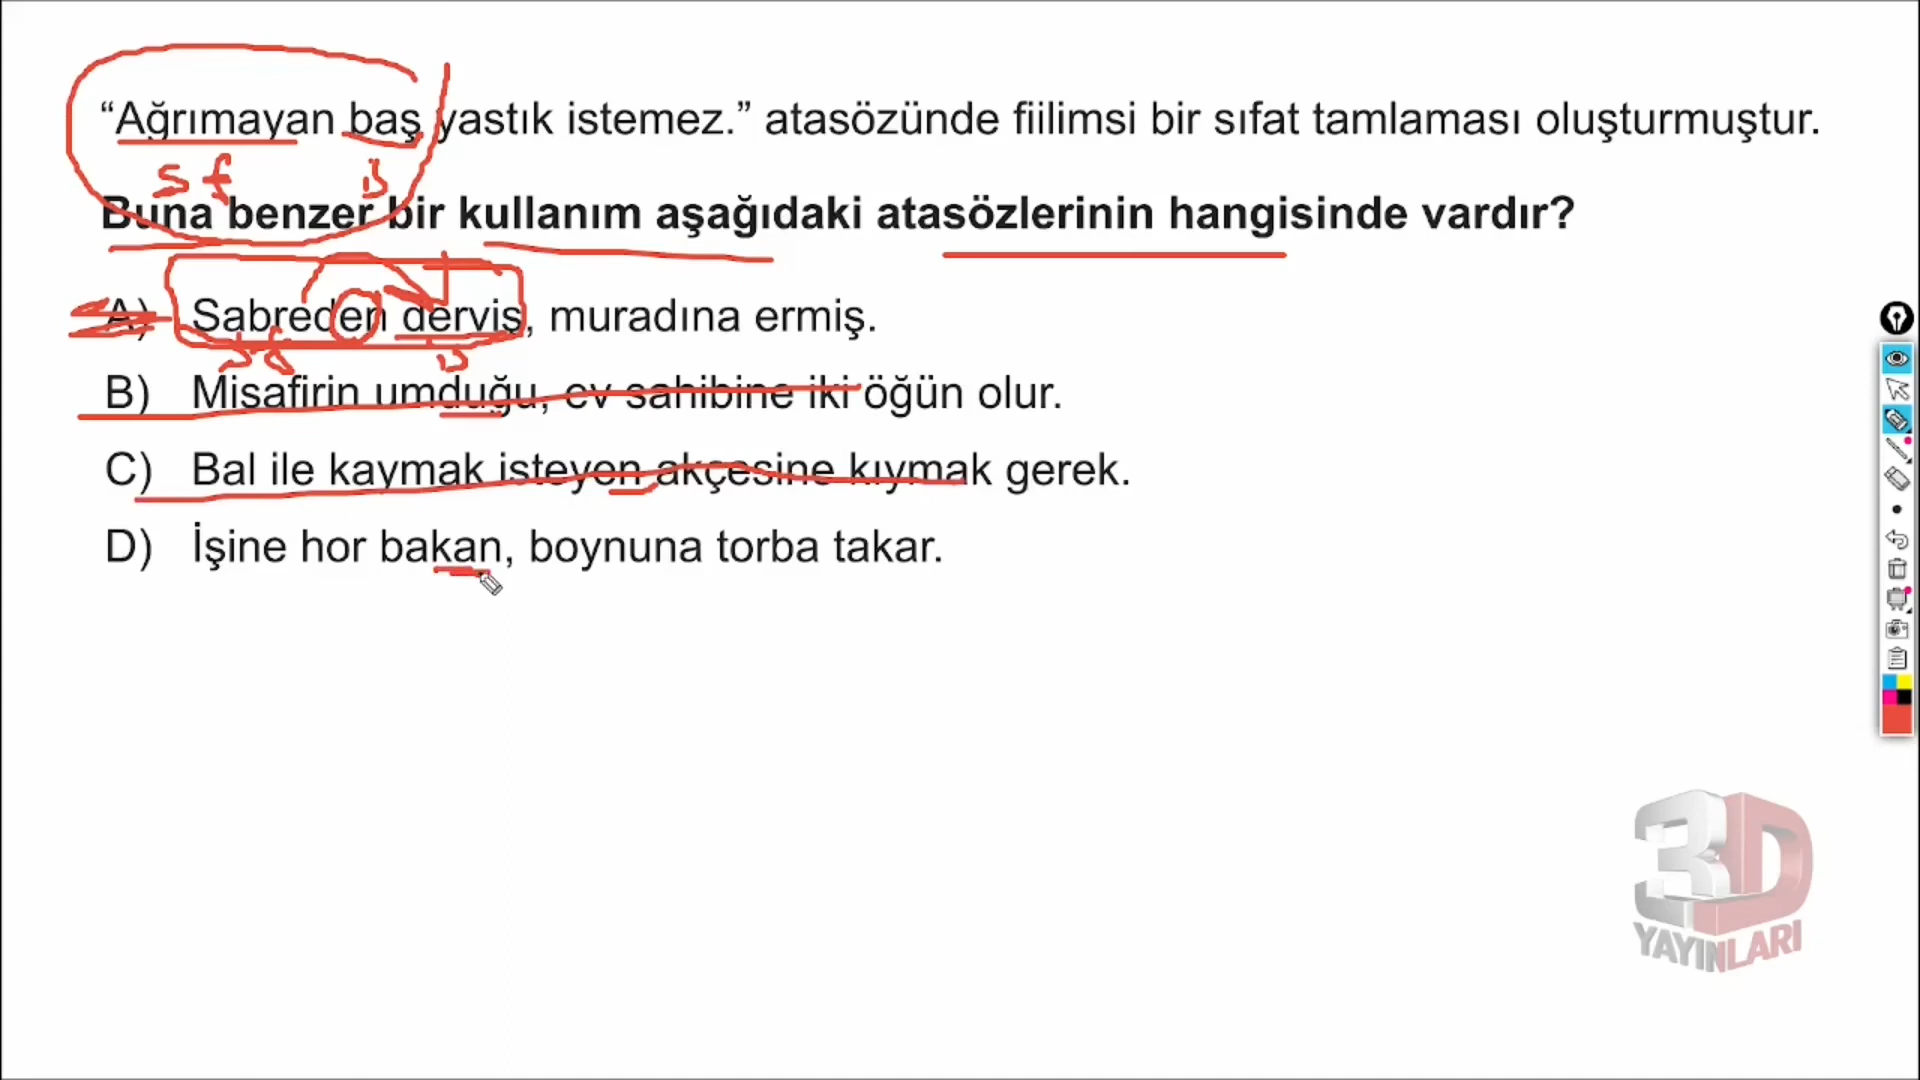 “Ağrımayan baş yastık istemez.” atasözünde fiilimsi bir sıfat tamlaması oluşturmuştur.
sf
Buna benzer bir kullanım aşağıdaki atasözlerinin hangisinde vardır?
A) Sabreden derviş, muradına ermiş.
sf
B) Misafirin umduğu, ev sahibine iki öğün olur.
C) Bal ile kaymak isteyen akçesine kıymak gerek.
D) İşine hor bakan, boynuna torba takar.
3D
YAYINLARI